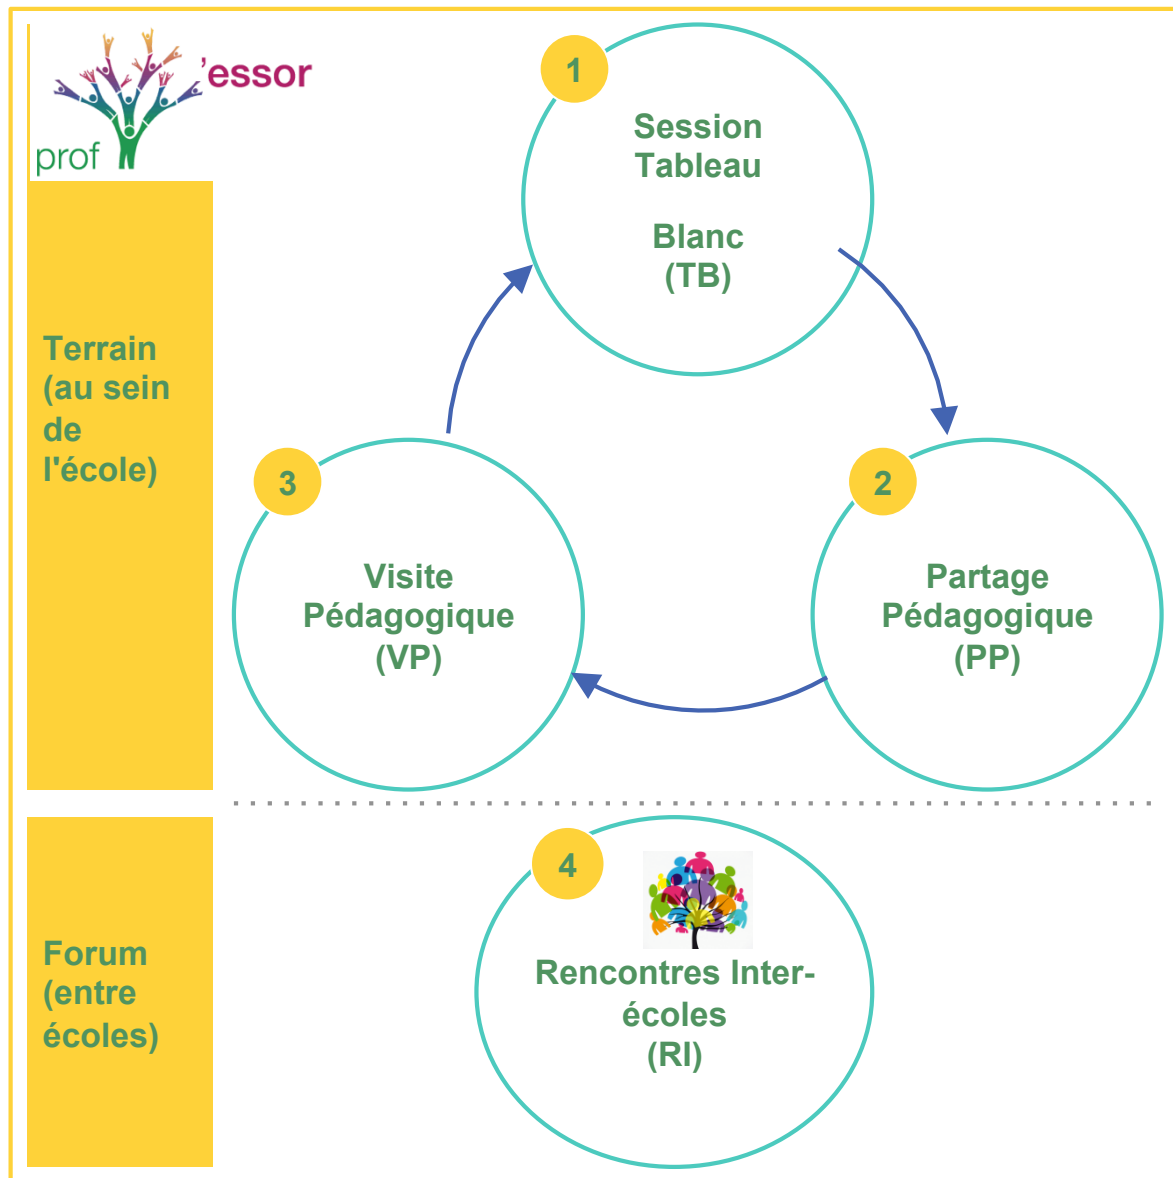 prof 'essor
1
Session
Tableau
Blanc
(TB)
Terrain
(au sein
de
l'école)
3
Visite
Pédagogique
(VP)
2
Partage
Pédagogique
(PP)
Forum
(entre
écoles)
4
Rencontres Inter-
écoles
(RI)